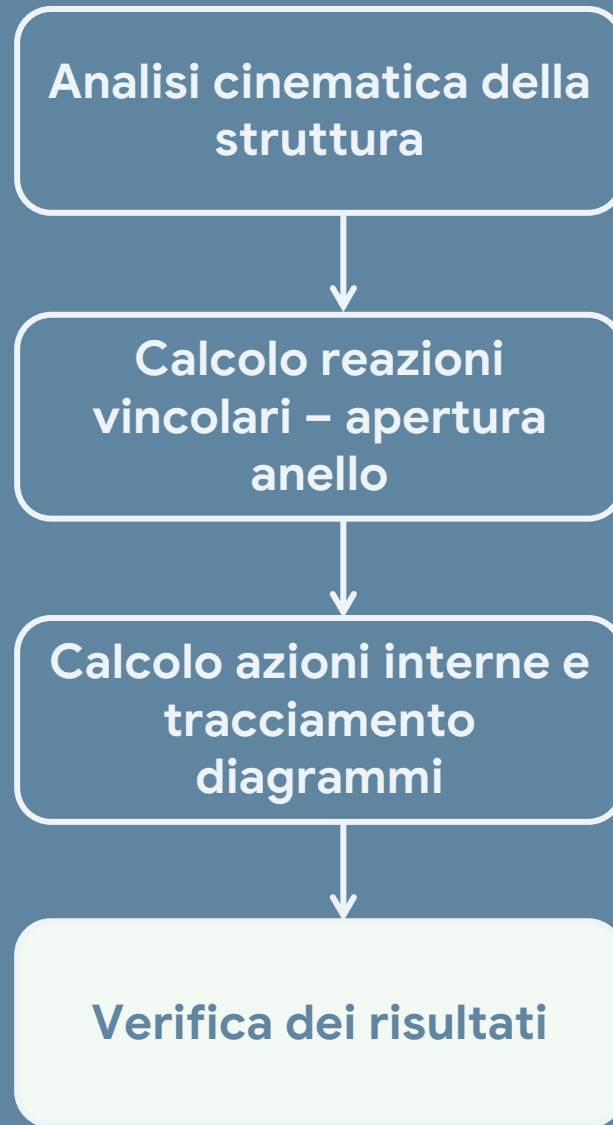 Analisi cinematica della
struttura
Calcolo reazioni
vincolari – apertura
anello
Calcolo azioni interne e
tracciamento
diagrammi
Verifica dei risultati